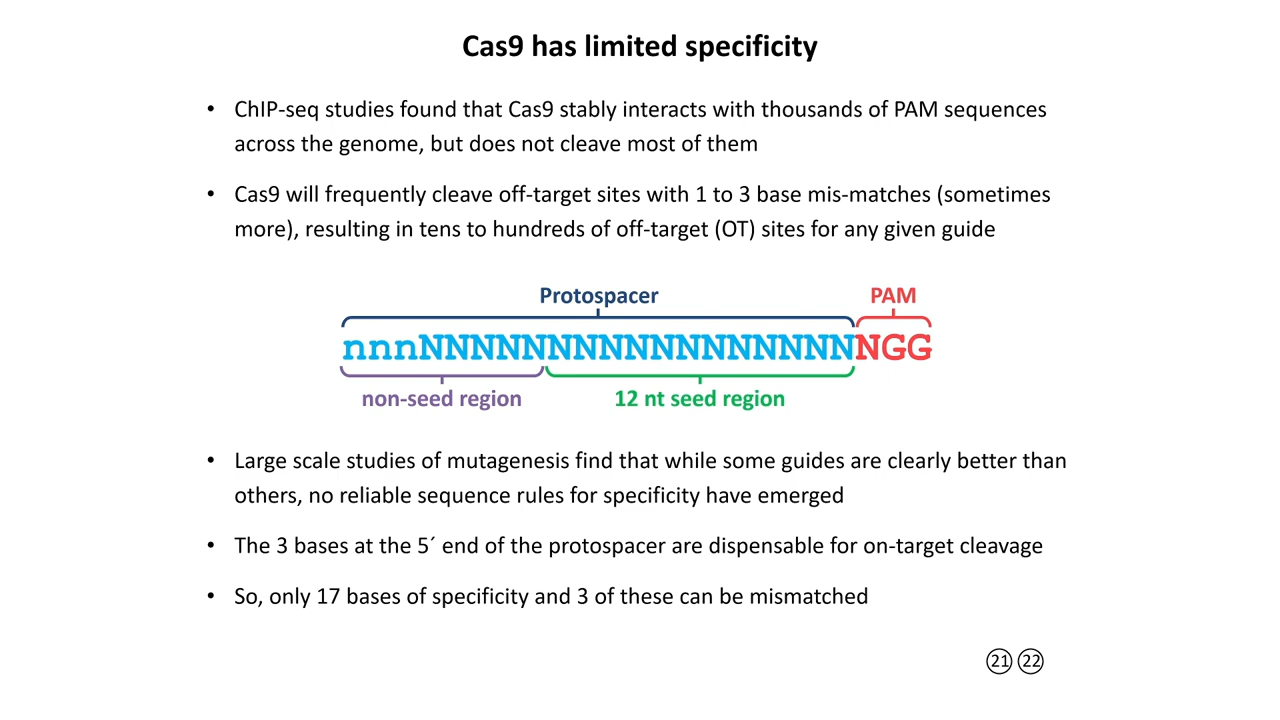 Cas9 has limited specificity
• ChIP-seq studies found that Cas9 stably interacts with thousands of PAM sequences
across the genome, but does not cleave most of them
• Cas9 will frequently cleave off-target sites with 1 to 3 base mis-matches (sometimes
more), resulting in tens to hundreds of off-target (OT) sites for any given guide
Protospacer PAM
nnnNNNNNNNNNNNNNNNNNNGG
non-seed region 12 nt seed region
• Large scale studies of mutagenesis find that while some guides are clearly better than
others, no reliable sequence rules for specificity have emerged
• The 3 bases at the 5´ end of the protospacer are dispensable for on-target cleavage
• So, only 17 bases of specificity and 3 of these can be mismatched
㉑ ㉒